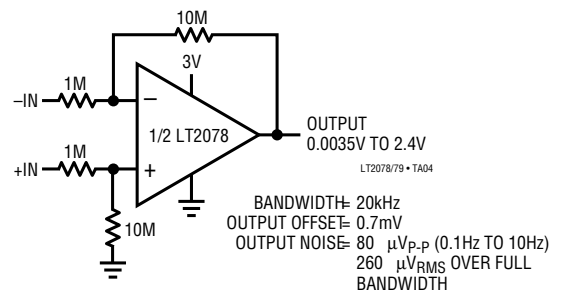 10M
3V
1M
–IN
–
1/2 LT2078
OUTPUT
0.0035V TO 2.4V
1M
+IN
+
LT2078/79 • TA04
10M
BANDWIDTH= 20kHz
OUTPUT OFFSET= 0.7mV
OUTPUT NOISE= 80 µVP-P (0.1Hz TO 10Hz)
260 µVRMS OVER FULL
BANDWIDTH